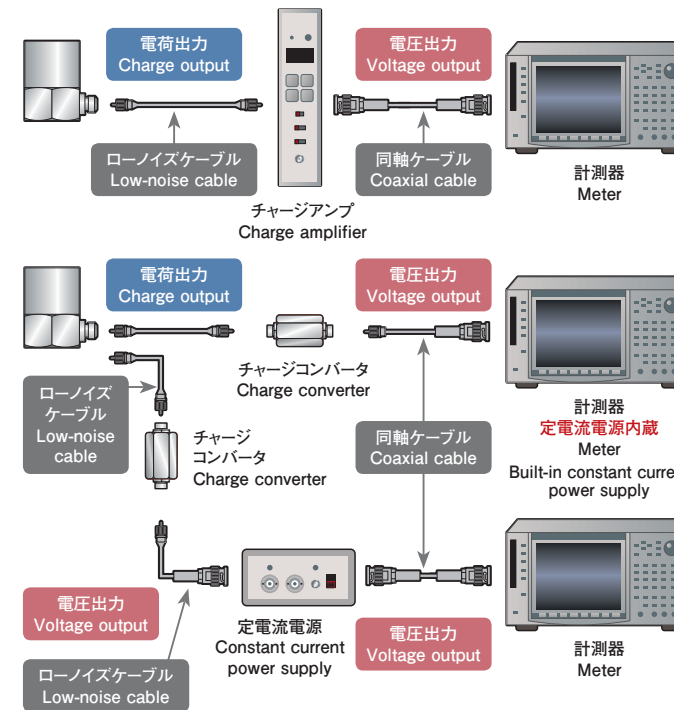 電荷出力
Charge output
電圧出力
Voltage output
ローノイズケーブル
Low-noise cable
同軸ケーブル
Coaxial cable
チャージアンプ
Charge amplifier
計測器
Meter
電荷出力
Charge output
電圧出力
Voltage output
チャージコンバータ
Charge converter
ローノイズ
ケーブル
Low-noise
cable
チャージ
コンバータ
Charge converter
同軸ケーブル
Coaxial cable
計測器
定電流電源内蔵
Meter
Built-in constant curre
power supply
電圧出力
Voltage output
ローノイズケーブル
Low-noise cable
定電流電源
Constant current
power supply
電圧出力
Voltage output
計測器
Meter